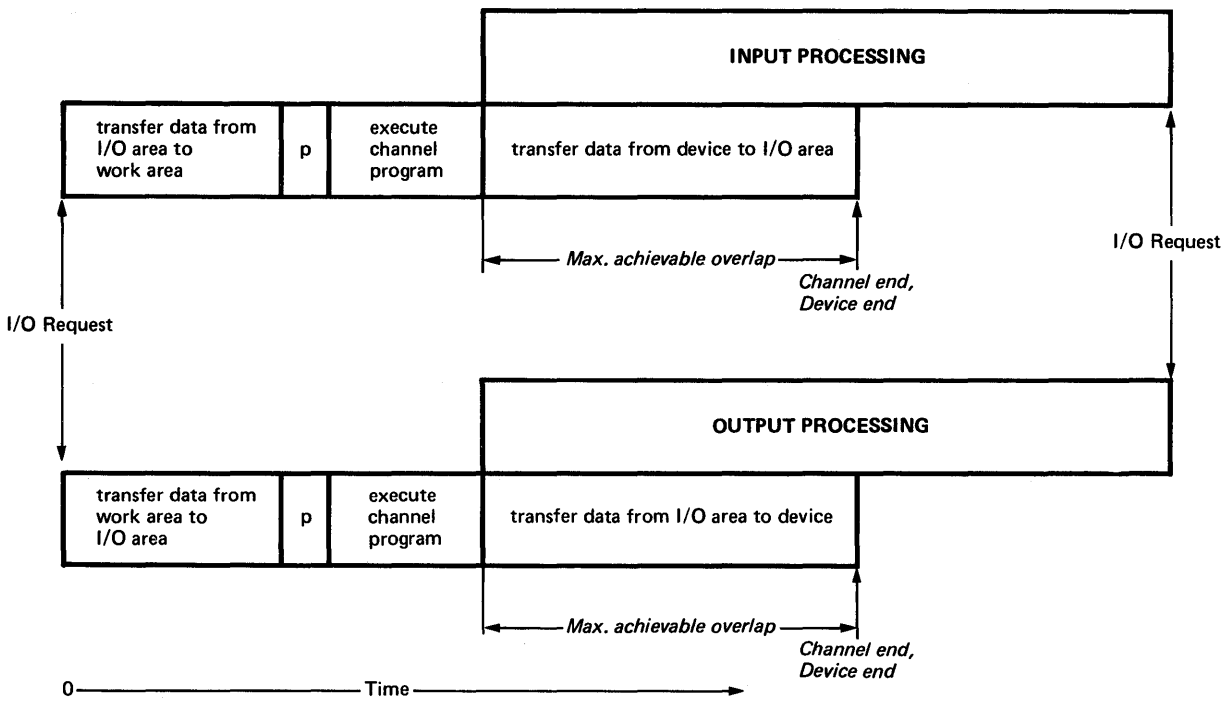 INPUT PROCESSING
transfer data from
I/O area to
work area
p
execute
channel
program
transfer data from device to I/O area
I/O Request
Max. achievable overlap
Channel end,
Device end
I/O Request
OUTPUT PROCESSING
transfer data from
work area to
I/O area
p
execute
channel
program
transfer data from I/O area to device
Max. achievable overlap
Channel end,
Device end
0 Time